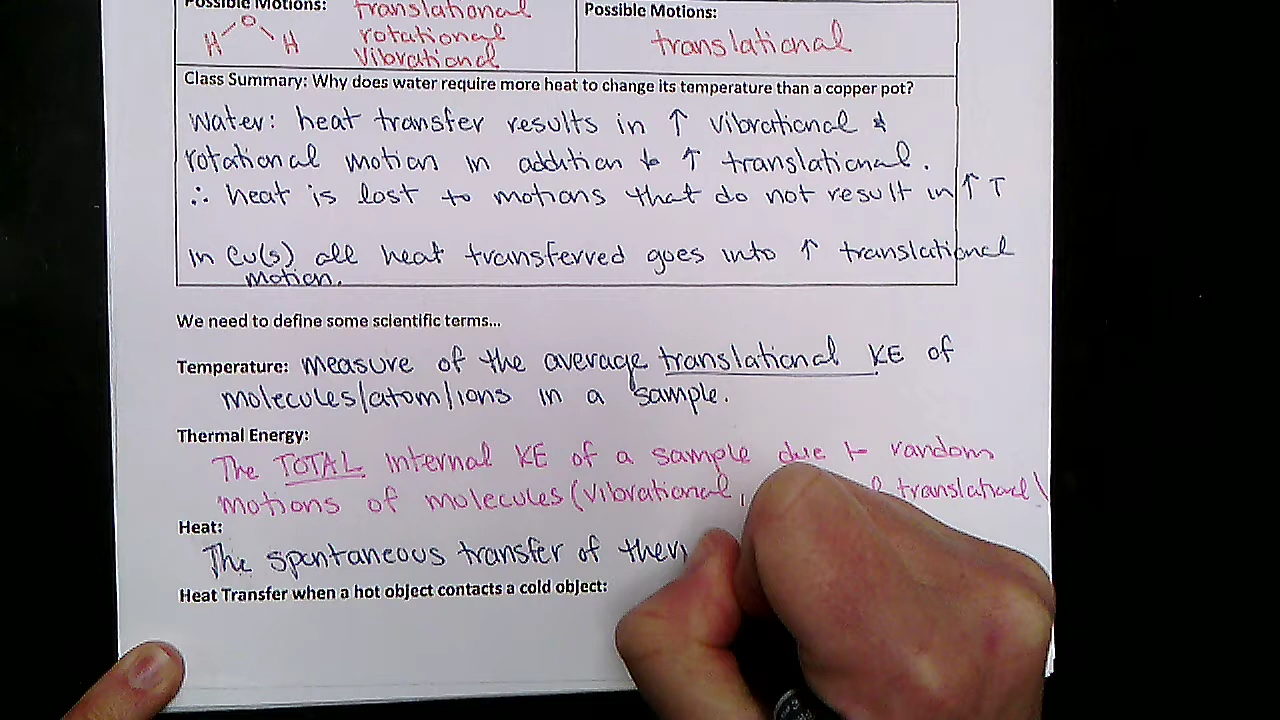 Possible Motions: translational
rotational
H O H
Vibrational
Possible Motions:
translational
Class Summary: Why does water require more heat to change its temperature than a copper pot?
Water: heat transfer results in ↑ vibrational &
rotational motion in addition to ↑ translational.
∴ heat is lost to motions that do not result in ↑ T
In Cu(s) all heat transferred goes into ↑ translational
motion.
We need to define some scientific terms...
Temperature: measure of the average translational KE of
molecules/atom/ions in a sample.
Thermal Energy:
The TOTAL internal KE of a sample due to random
motions of molecules (vibrational, translational)
Heat:
The spontaneous transfer of
Heat Transfer when a hot object contacts a cold object: